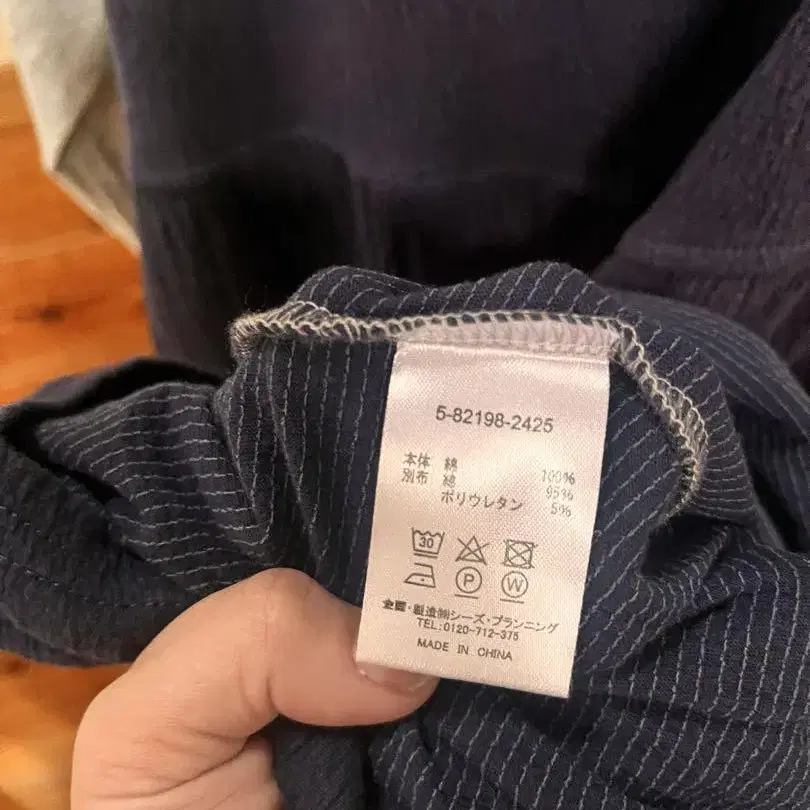 5-82198-2425
本体 綿 100%
別布 綿 95%
ポリウレタン 5%
30
P W
企画・製造㈱シーズ・プランニング
TEL:0120-712-375
MADE IN CHINA